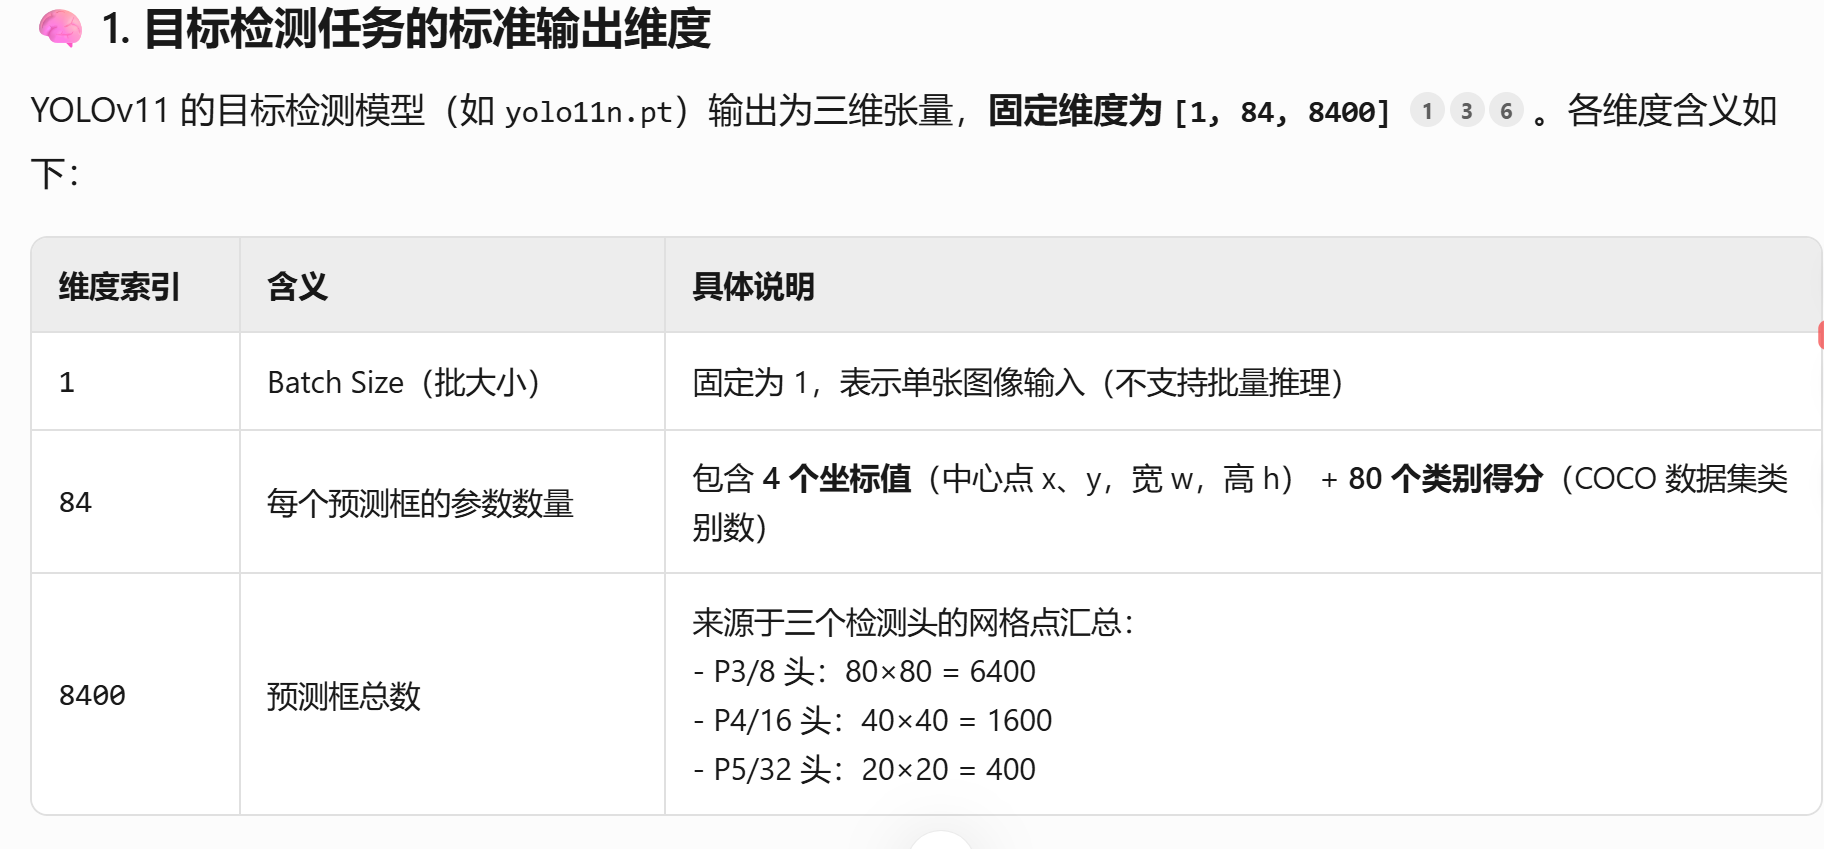 🧠 1. 目标检测任务的标准输出维度
YOLOv11 的目标检测模型（如 yolo11n.pt）输出为三维张量，固定维度为 [1, 84, 8400] 1 3 6 。各维度含义如
下：
维度索引 含义 具体说明
1 Batch Size（批大小） 固定为 1，表示单张图像输入（不支持批量推理）
84 每个预测框的参数数量 包含 4 个坐标值（中心点 x、y，宽 w，高 h） + 80 个类别得分（COCO 数据集类
别数）
8400 预测框总数 来源于三个检测头的网格点汇总：
- P3/8 头：80×80 = 6400
- P4/16 头：40×40 = 1600
- P5/32 头：20×20 = 400